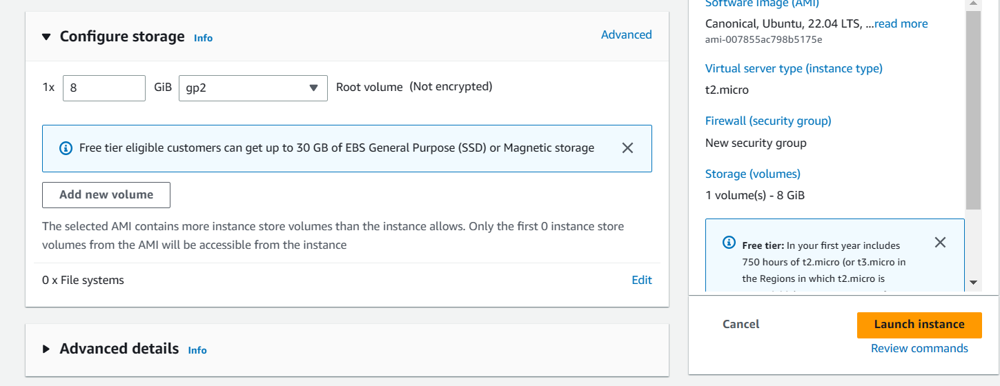 Configure storage Info
Advanced
1x 8 GiB gp2 Root volume (Not encrypted)
Free tier eligible customers can get up to 30 GB of EBS General Purpose (SSD) or Magnetic storage
Add new volume
The selected AMI contains more instance store volumes than the instance allows. Only the first 0 instance store
volumes from the AMI will be accessible from the instance
0 x File systems
Edit
Advanced details Info
Software Image (AMI)
Canonical, Ubuntu, 22.04 LTS, ...read more
ami-007855ac798b5175e
Virtual server type (instance type)
t2.micro
Firewall (security group)
New security group
Storage (volumes)
1 volume(s) - 8 GiB
Free tier: In your first year includes
750 hours of t2.micro (or t3.micro in
the Regions in which t2.micro is
Cancel
Launch instance
Review commands